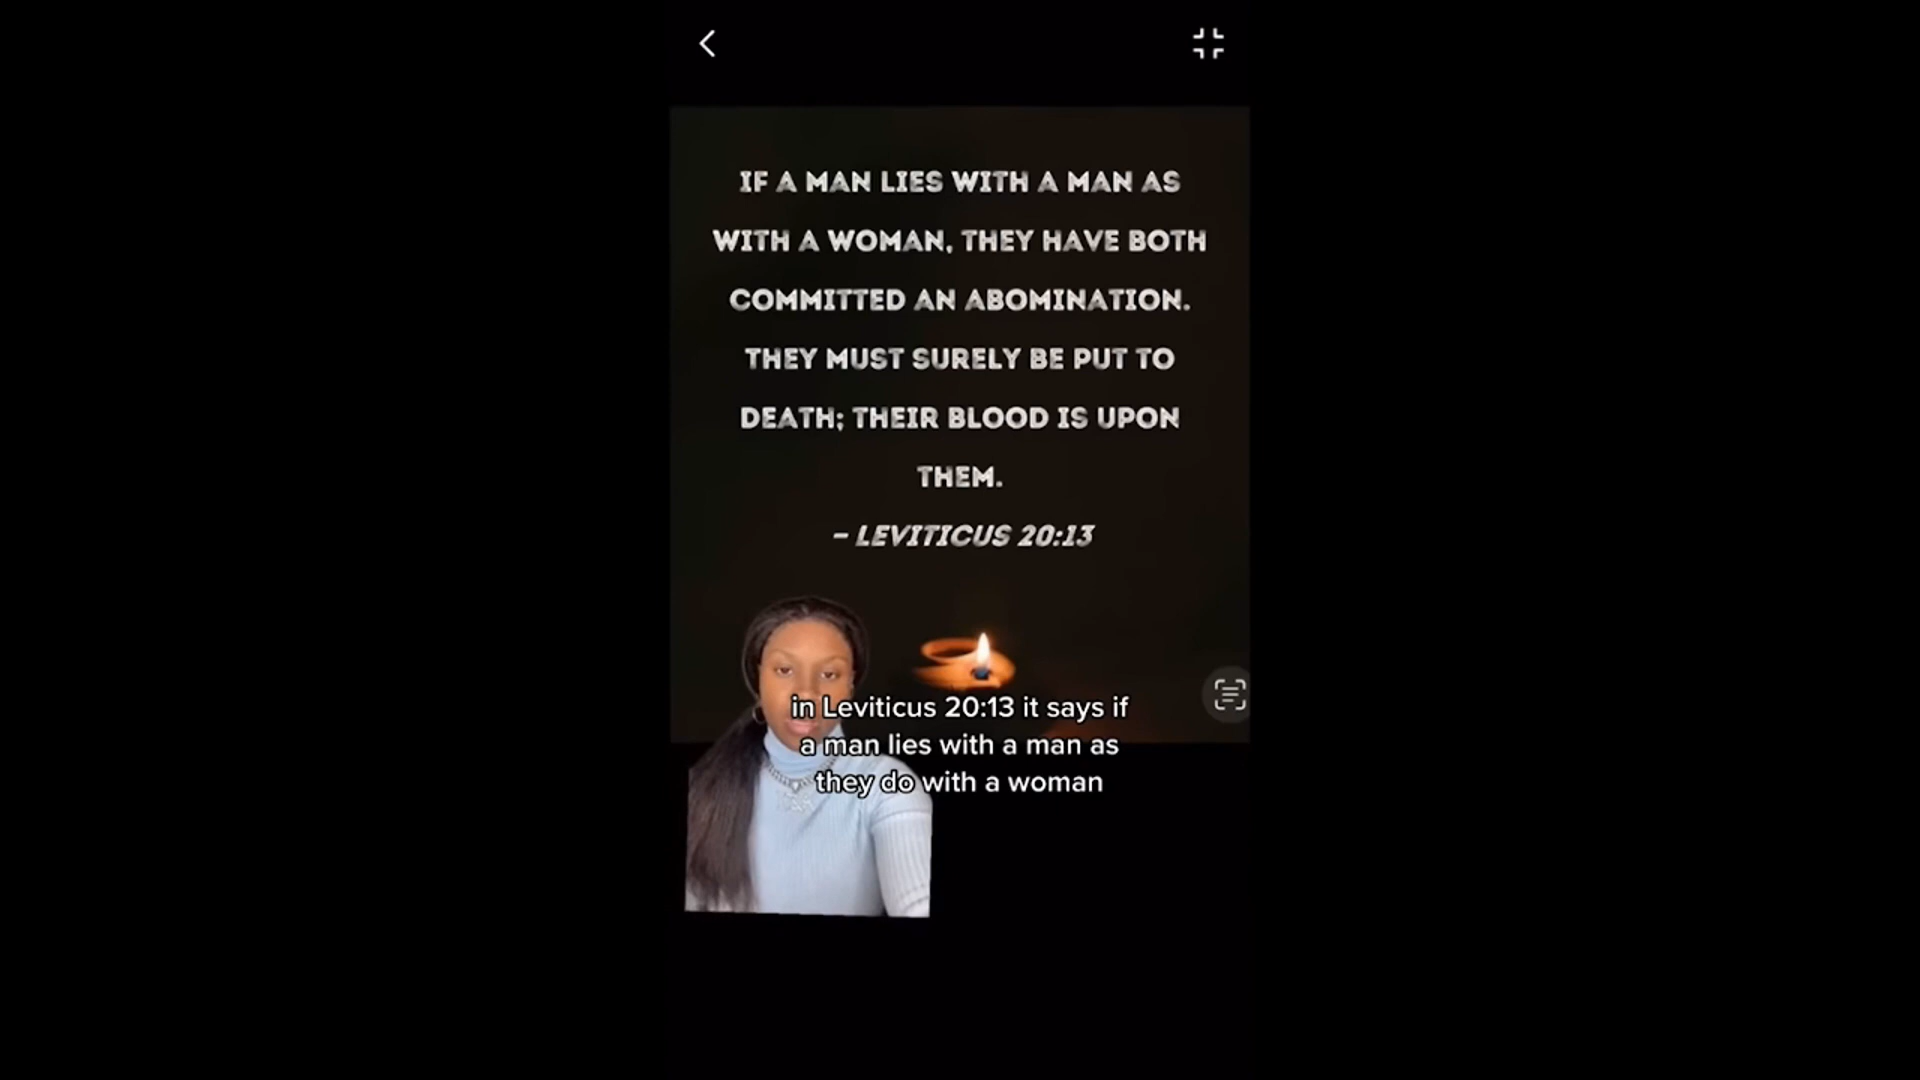 IF A MAN LIES WITH A MAN AS
WITH A WOMAN, THEY HAVE BOTH
COMMITTED AN ABOMINATION.
THEY MUST SURELY BE PUT TO
DEATH; THEIR BLOOD IS UPON
THEM.
- LEVITICUS 20:13
in Leviticus 20:13 it says if
a man lies with a man as
they do with a woman